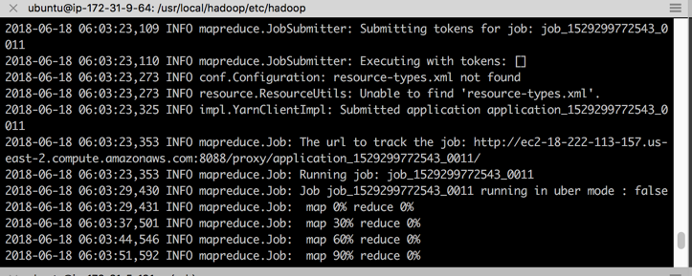 ubuntu@ip-172-31-9-64: /usr/local/hadoop/etc/hadoop
2018-06-18 06:03:23,109 INFO mapreduce.JobSubmitter: Submitting tokens for job: job_1529299772543_0
011
2018-06-18 06:03:23,110 INFO mapreduce.JobSubmitter: Executing with tokens: []
2018-06-18 06:03:23,273 INFO conf.Configuration: resource-types.xml not found
2018-06-18 06:03:23,273 INFO resource.ResourceUtils: Unable to find 'resource-types.xml'.
2018-06-18 06:03:23,325 INFO impl.YarnClientImpl: Submitted application application_1529299772543_0
011
2018-06-18 06:03:23,353 INFO mapreduce.Job: The url to track the job: http://ec2-18-222-113-157.us-
east-2.compute.amazonaws.com:8088/proxy/application_1529299772543_0011/
2018-06-18 06:03:23,353 INFO mapreduce.Job: Running job: job_1529299772543_0011
2018-06-18 06:03:29,430 INFO mapreduce.Job: Job job_1529299772543_0011 running in uber mode : false
2018-06-18 06:03:29,431 INFO mapreduce.Job:  map 0% reduce 0%
2018-06-18 06:03:37,501 INFO mapreduce.Job:  map 30% reduce 0%
2018-06-18 06:03:44,546 INFO mapreduce.Job:  map 60% reduce 0%
2018-06-18 06:03:51,592 INFO mapreduce.Job:  map 90% reduce 0%